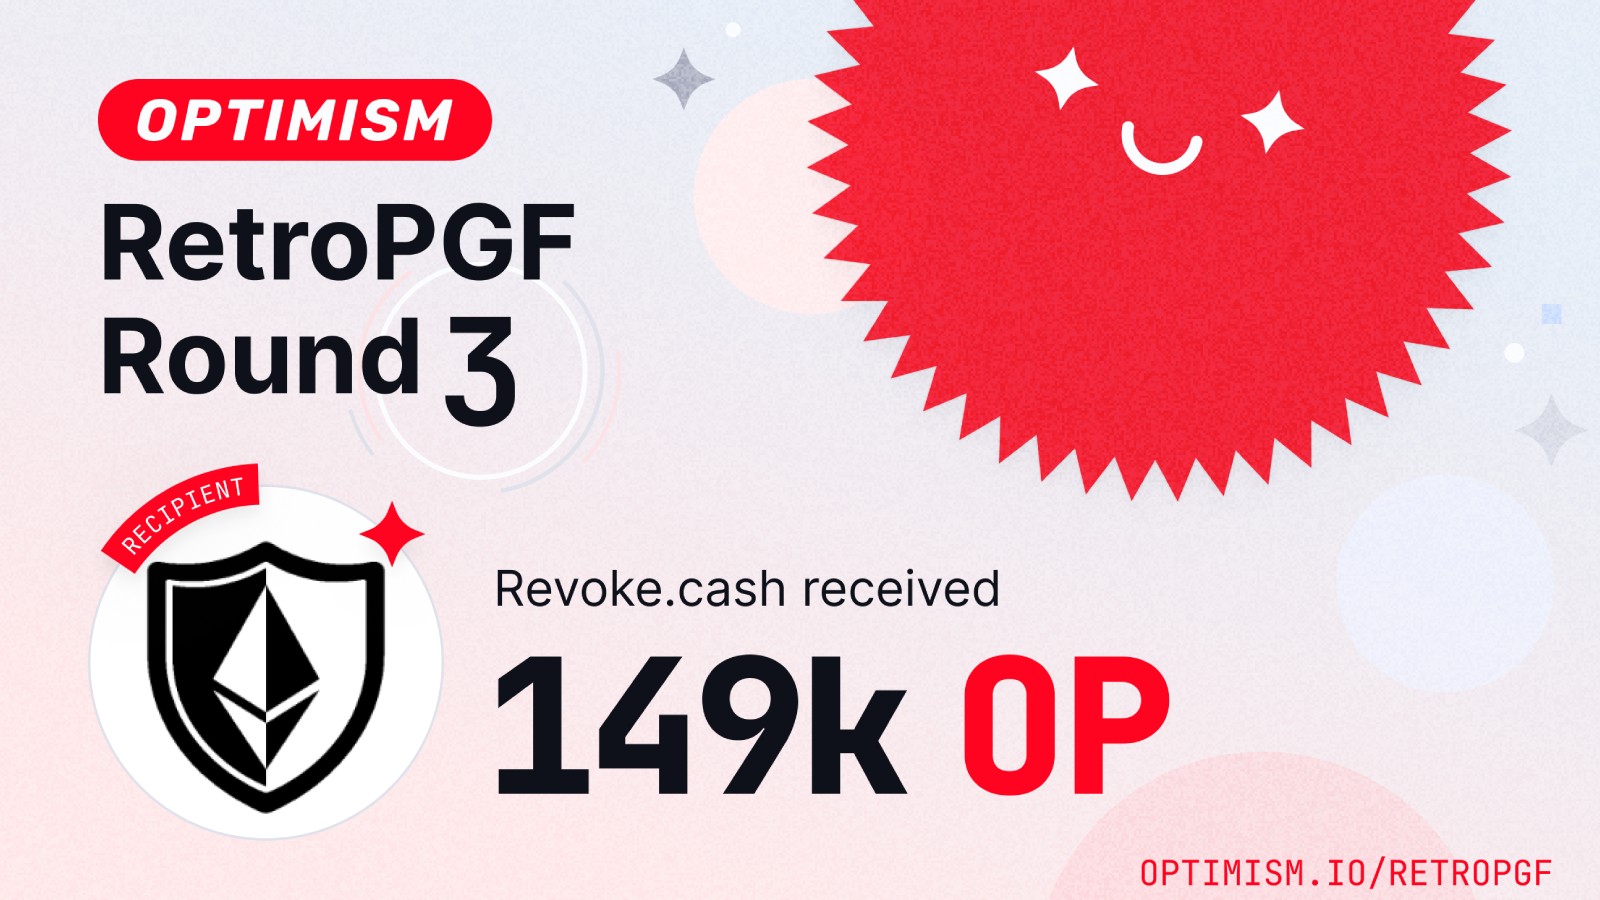 OPTIMISM
RetroPGF
Round 3
RECIPIENT
Revoke.cash received
149k OP
OPTIMISM.IO/RETROPGF